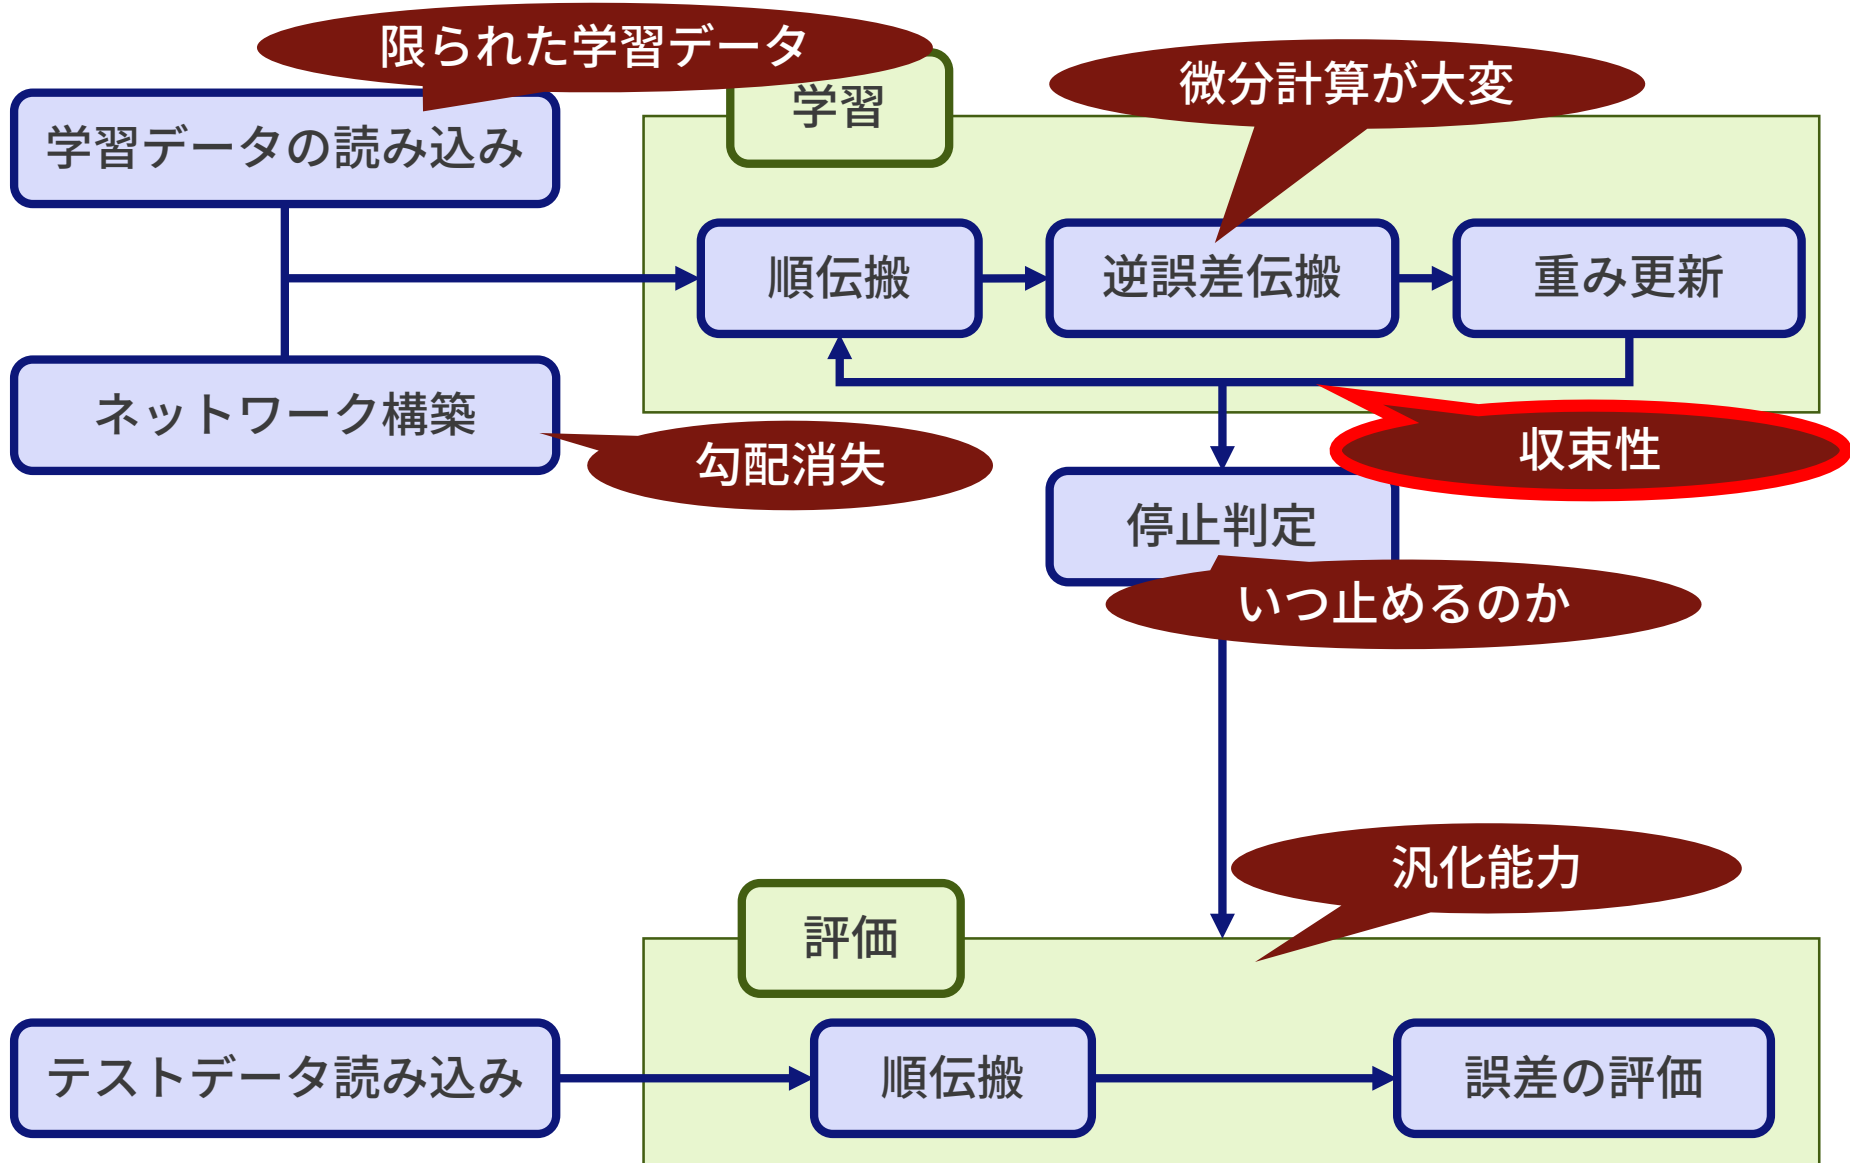 限られた学習データ
学習
微分計算が大変
学習データの読み込み
順伝搬
逆誤差伝搬
重み更新
ネットワーク構築
勾配消失
収束性
停止判定
いつ止めるのか
汎化能力
評価
テストデータ読み込み
順伝搬
誤差の評価